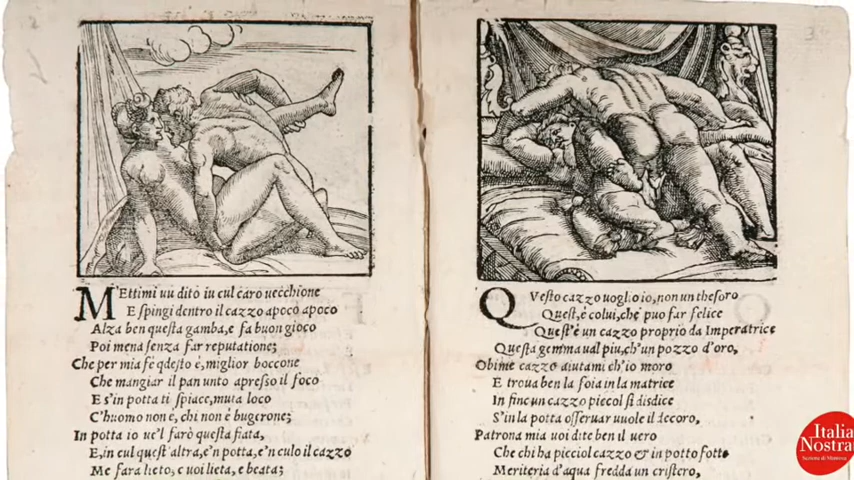 M'Ettimi un dito in cul caro uecchione
E spingi dentro il cazzo apoco apoco
Alza ben questa gamba, e fa buon gioco
Poi mena senza far reputatione;
Che per mia fè qdesto è, miglior boccone
Che mangiar il pan unto apresso il foco
E s'in potta ti spiace, muta loco
C'huomo non è, chi non è bugerone;
In potta io ue'l farò questa fiata,
E, in cul quest'altra, e'n potta, e'n culo il cazzo
Me fara lieto, e uoi lieta, e beata;
Questo cazzo uoglio io, non un thesoro
Quest, è colui, che può far felice
Quest'è un cazzo proprio da Imperatrice
Questa gemma ual piu, ch'un pozzo d'oro,
Obime cazzo aiutami ch'io moro
E troua ben la foia in la matrice
In fine un cazzo picol si disdice
S'in la potta osseruar uuole il decoro,
Patrona mia uoi dite ben il uero
Che chi ha picciol cazzo & in potto fotte
Meriteria d'aqua fredda un cristero,
Italia
Nostra